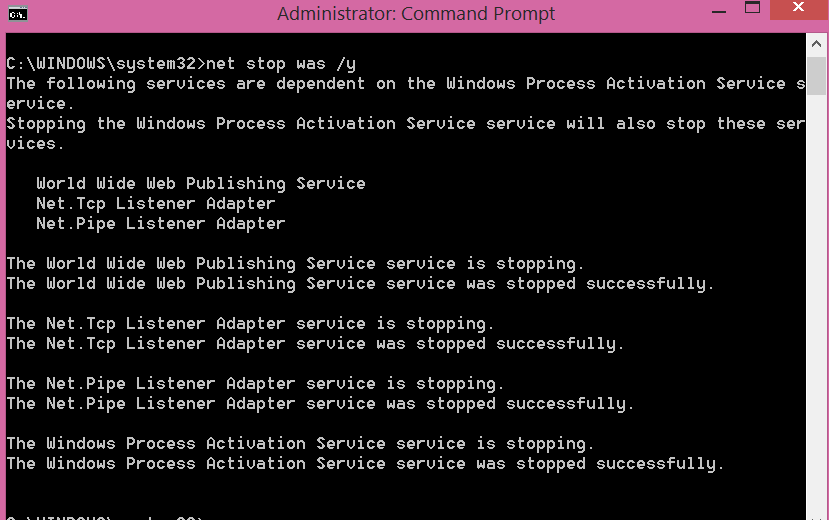 Administrator: Command Prompt
C:\WINDOWS\system32>net stop was /y
The following services are dependent on the Windows Process Activation Service s
ervice.
Stopping the Windows Process Activation Service service will also stop these ser
vices.
World Wide Web Publishing Service
Net.Tcp Listener Adapter
Net.Pipe Listener Adapter
The World Wide Web Publishing Service service is stopping.
The World Wide Web Publishing Service service was stopped successfully.
The Net.Tcp Listener Adapter service is stopping.
The Net.Tcp Listener Adapter service was stopped successfully.
The Net.Pipe Listener Adapter service is stopping.
The Net.Pipe Listener Adapter service was stopped successfully.
The Windows Process Activation Service service is stopping.
The Windows Process Activation Service service was stopped successfully.